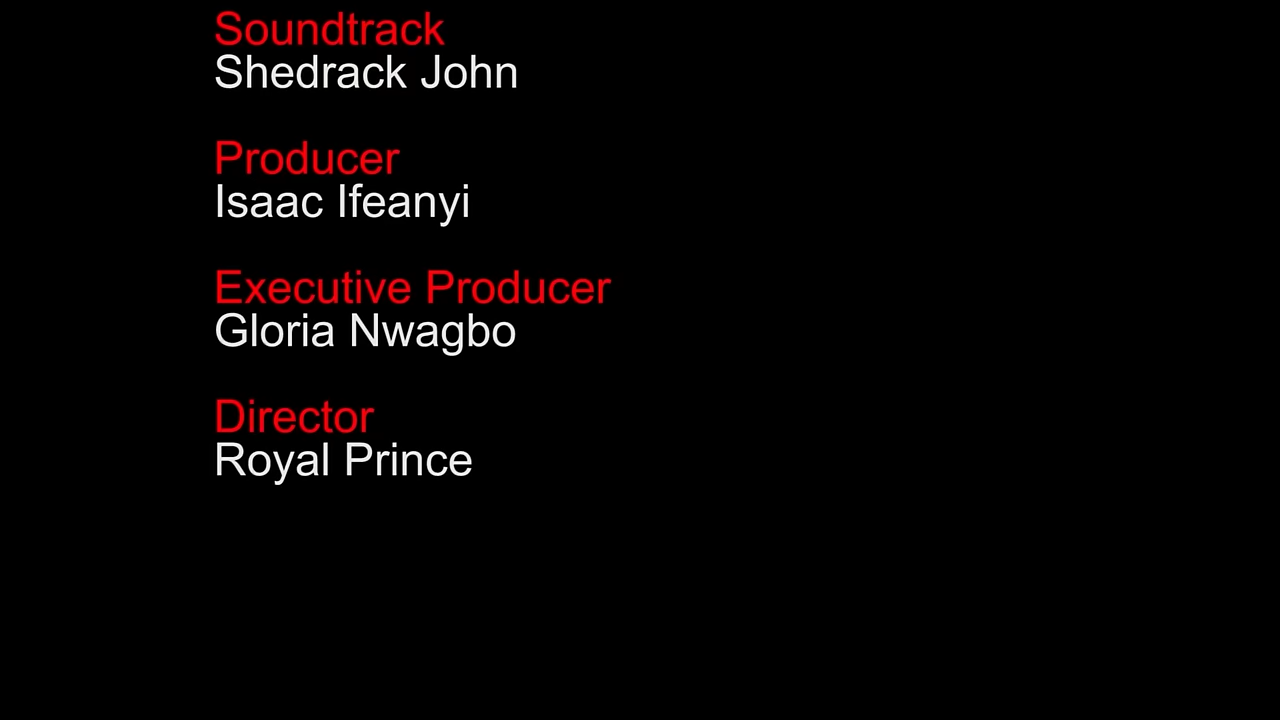 Soundtrack
Shedrack John
Producer
Isaac Ifeanyi
Executive Producer
Gloria Nwagbo
Director
Royal Prince